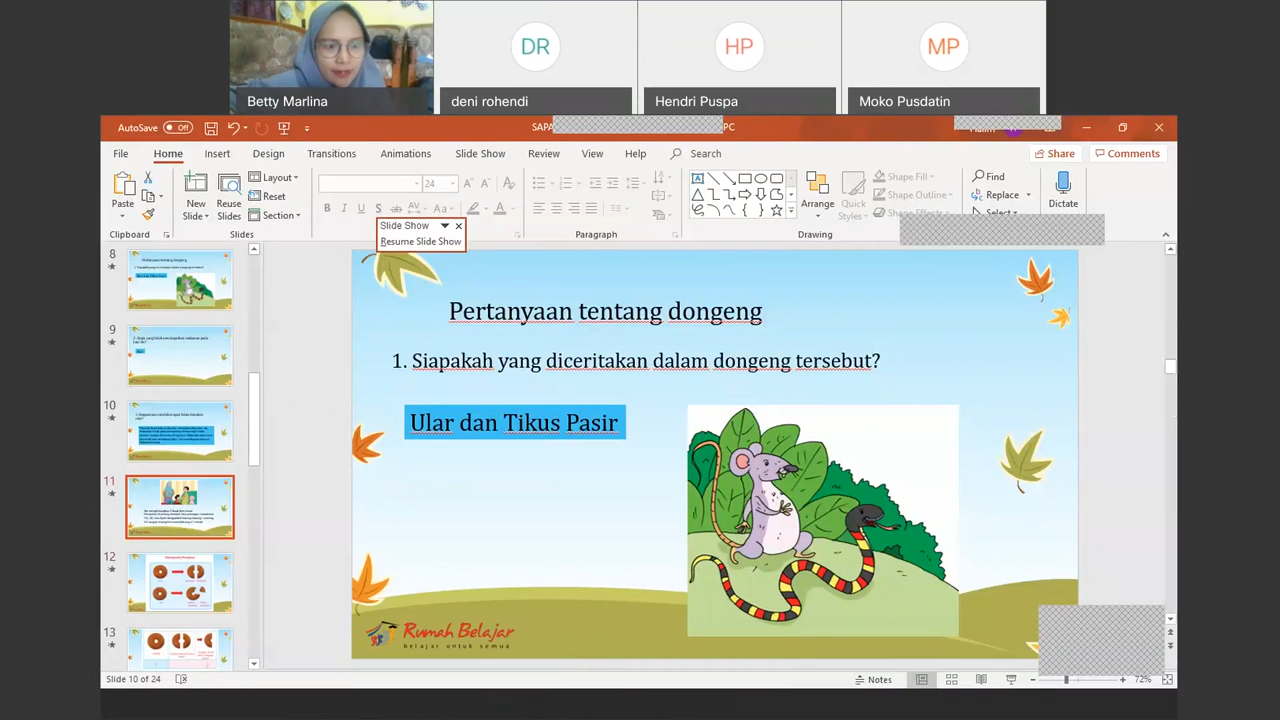 DR
HP
MP
Betty Marlina
deni rohendi
Hendri Puspa
Moko Pusdatin
AutoSave Off
SAPA
PC
File Home Insert Design Transitions Animations Slide Show Review View Help Search
Share Comments
Paste
New Slides
Reuse Slides
Layout
Reset
Section
24
Arrange
Quick Styles
Shape Fill
Shape Outline
Shape Effects
Find
Replace
Select
Dictate
Clipboard
Slides
Paragraph
Drawing
Slide Show
Resume Slide Show
8
9
10
11
12
13
Pertanyaan tentang dongeng
1. Siapakah yang diceritakan dalam dongeng tersebut?
Ular dan Tikus Pasir
Rumah Belajar
belajar untuk semua
Slide 10 of 24
Notes
72%